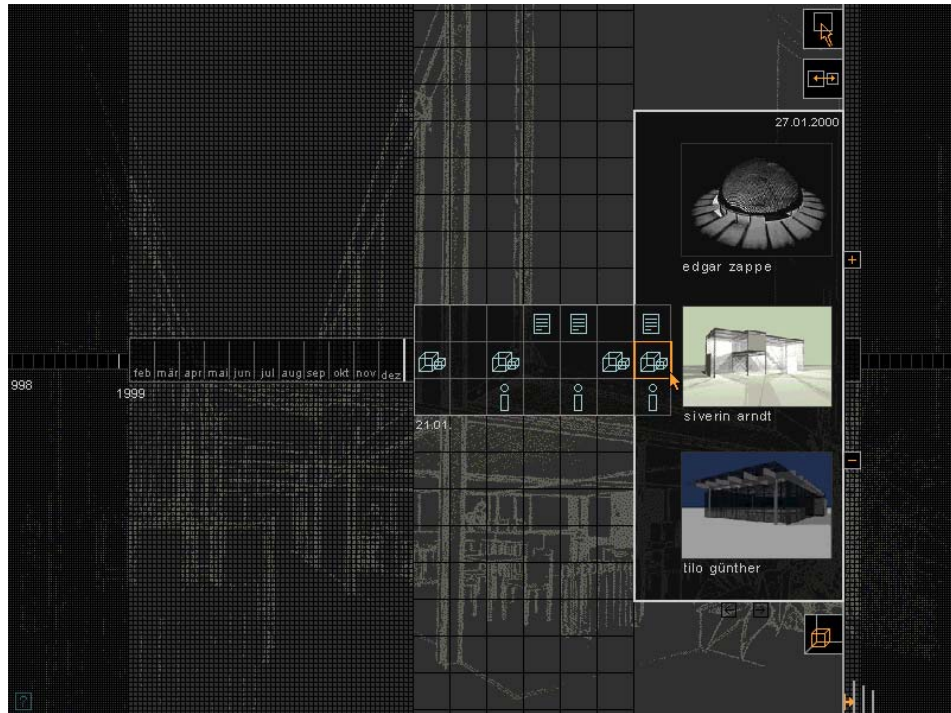 27.01.2000
edgar zappe
siverin arndt
tilo günther
feb mär apr mai jun jul aug sep okt nov dez
998
1999
21.01.
+
−
?